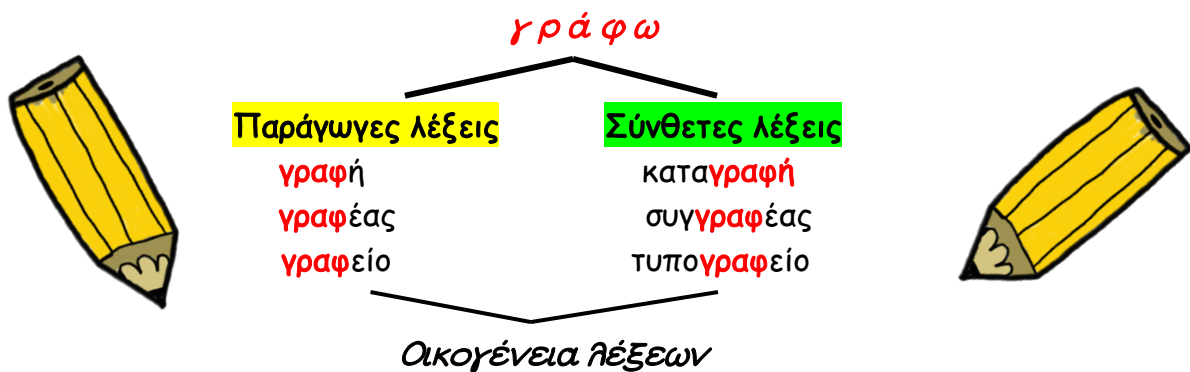 γράφω
Παράγωγες λέξεις Σύνθετες λέξεις
γραφή καταγραφή
γραφέας συγγραφέας
γραφείο τυπογραφείο
Οικογένεια λέξεων